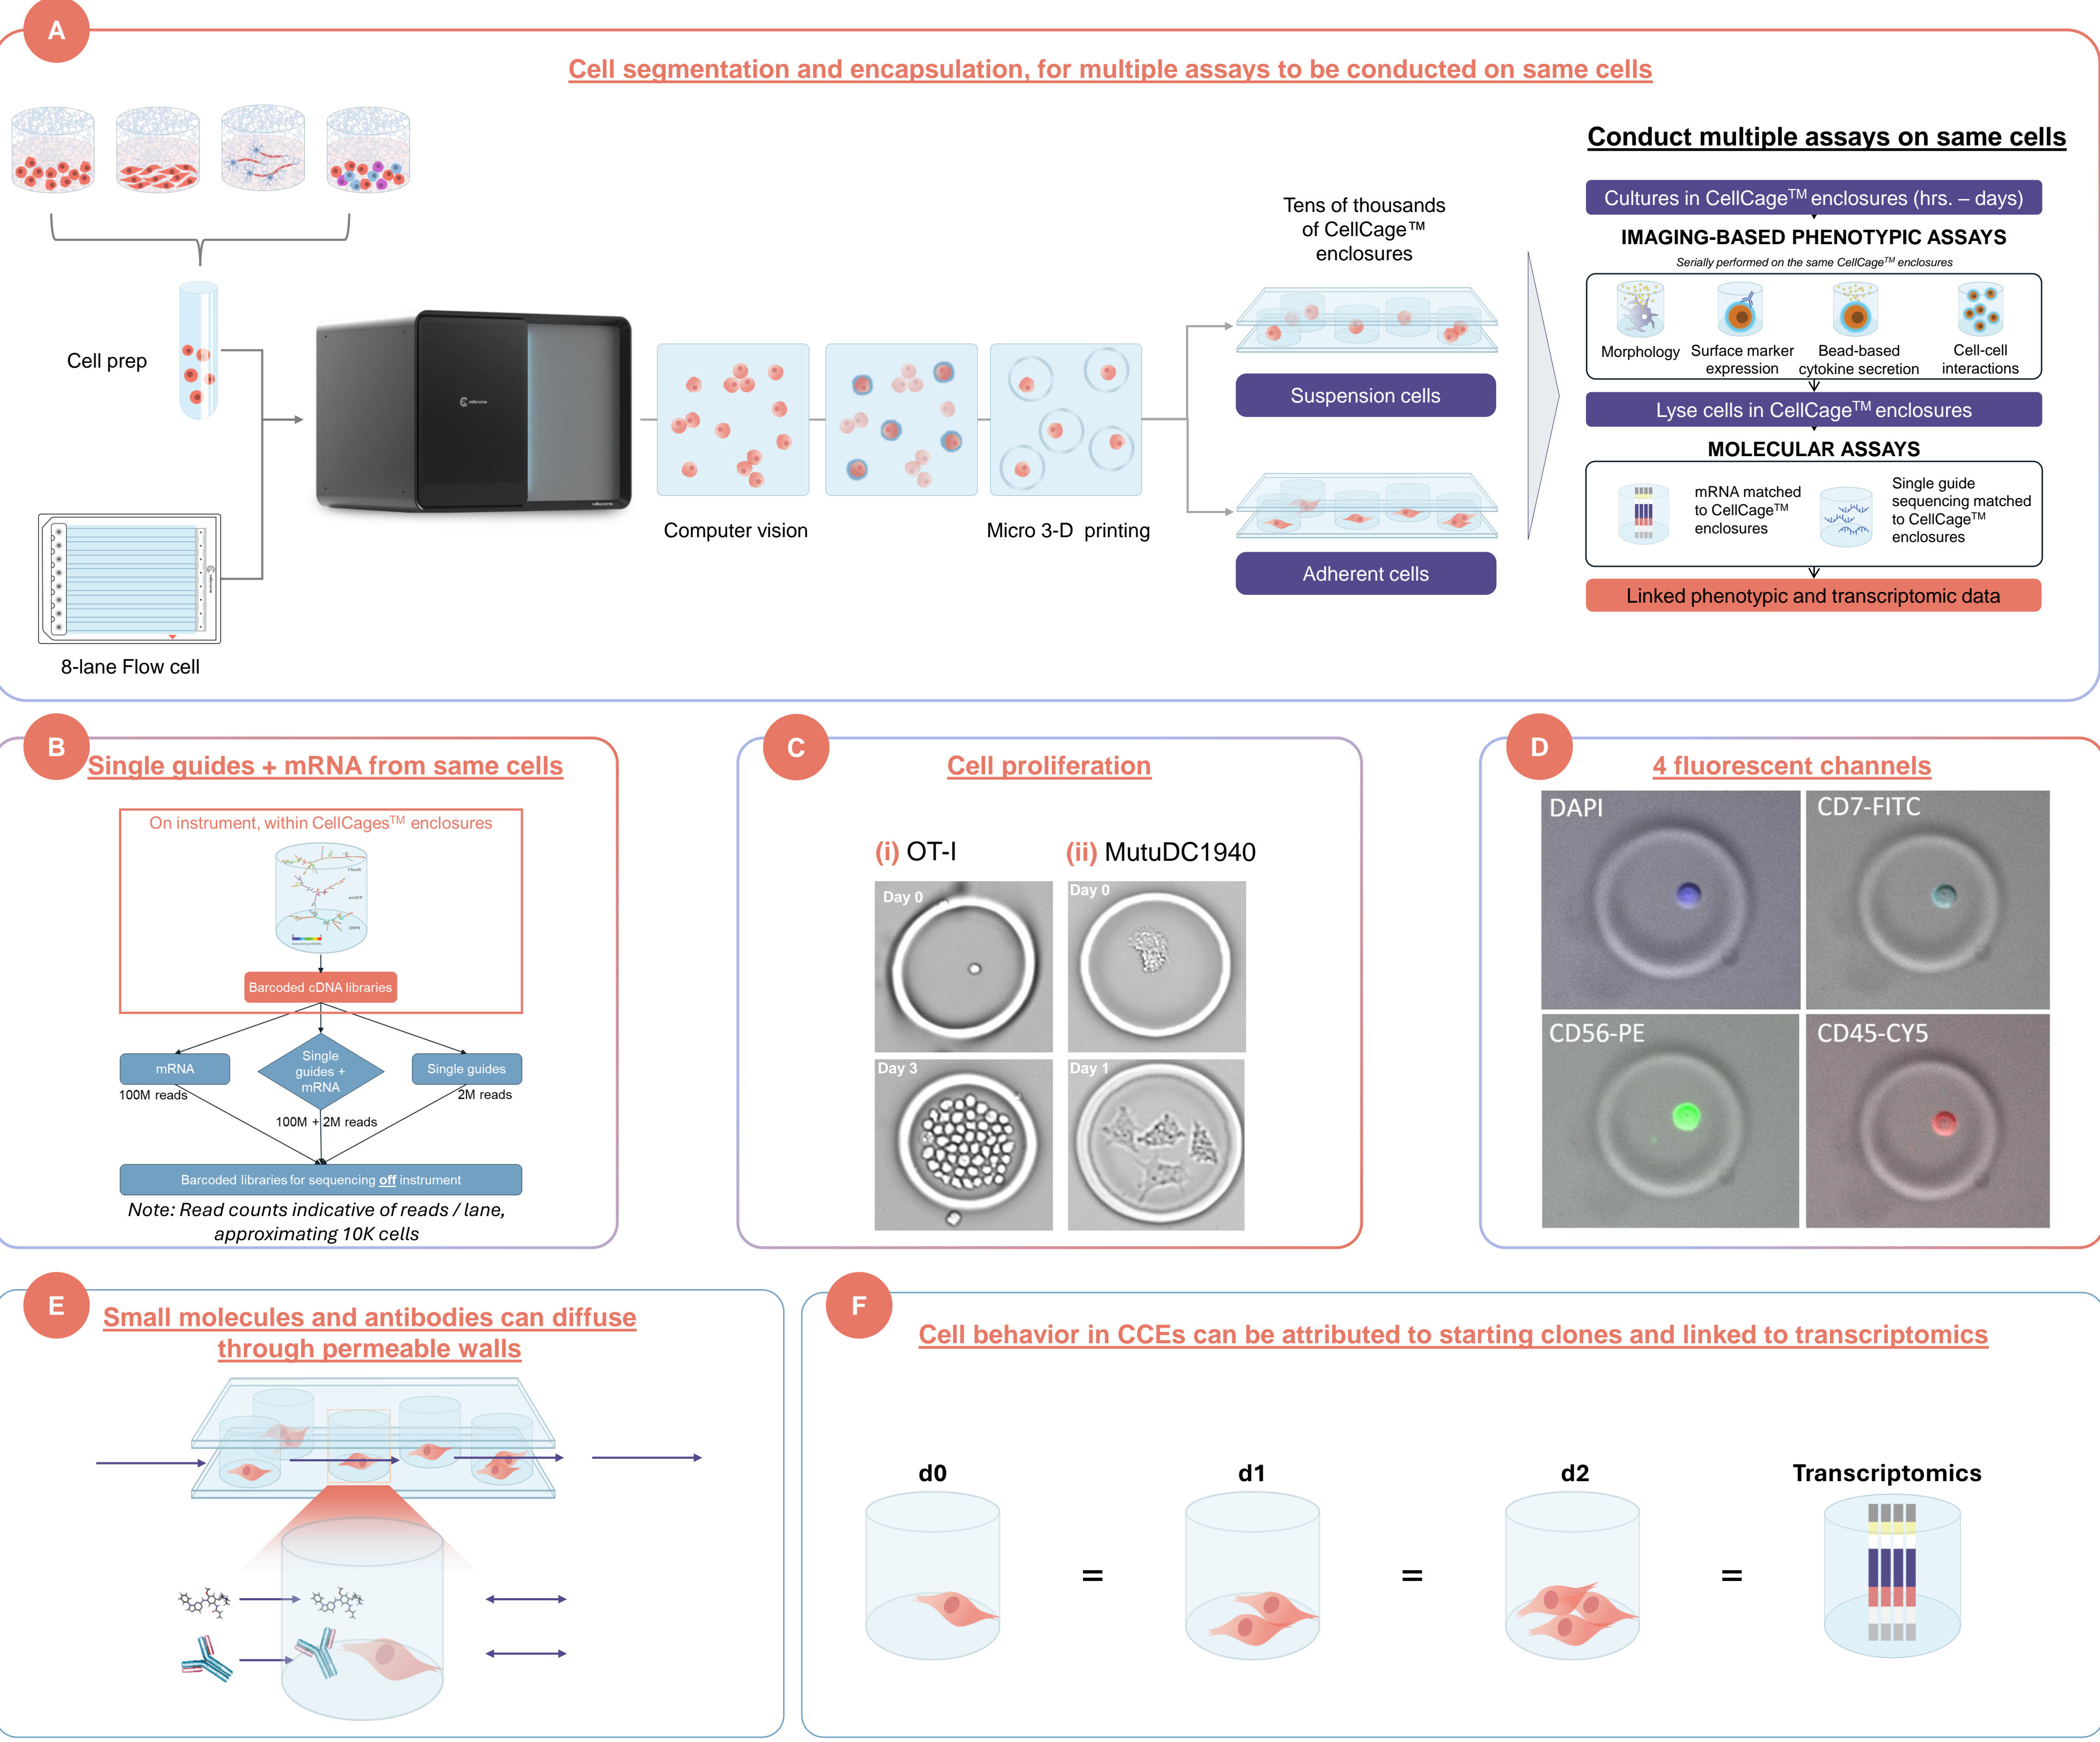 A
Cell segmentation and encapsulation, for multiple assays to be conducted on same cells
Cell prep
8-lane Flow cell
cellanome
cellanome
Computer vision
Micro 3-D printing
Tens of thousands
of CellCage™
enclosures
Suspension cells
Adherent cells
Conduct multiple assays on same cells
Cultures in CellCage™ enclosures (hrs. – days)
IMAGING-BASED PHENOTYPIC ASSAYS
Serially performed on the same CellCage™ enclosures
Morphology
Surface marker
expression
Bead-based
cytokine secretion
Cell-cell
interactions
Lyse cells in CellCage™ enclosures
MOLECULAR ASSAYS
mRNA matched
to CellCage™
enclosures
Single guide
sequencing matched
to CellCage™
enclosures
Linked phenotypic and transcriptomic data
B
Single guides + mRNA from same cells
On instrument, within CellCages™ enclosures
hTau40
emGFP
DHFR
Barcoded cDNA libraries
mRNA
Single
guides +
mRNA
Single guides
100M reads
2M reads
100M + 2M reads
Barcoded libraries for sequencing off instrument
Note: Read counts indicative of reads / lane,
approximating 10K cells
C
Cell proliferation
(i) OT-I
(ii) MutuDC1940
Day 0
Day 0
Day 3
Day 1
D
4 fluorescent channels
DAPI
CD7-FITC
CD56-PE
CD45-CY5
E
Small molecules and antibodies can diffuse
through permeable walls
F
Cell behavior in CCEs can be attributed to starting clones and linked to transcriptomics
d0
d1
d2
Transcriptomics
=
=
=